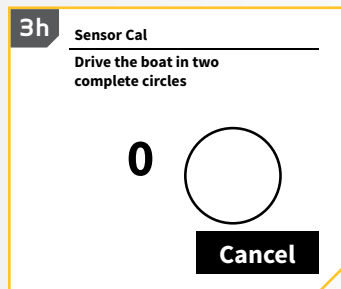 3h
Sensor Cal
Drive the boat in two
complete circles
0
Cancel